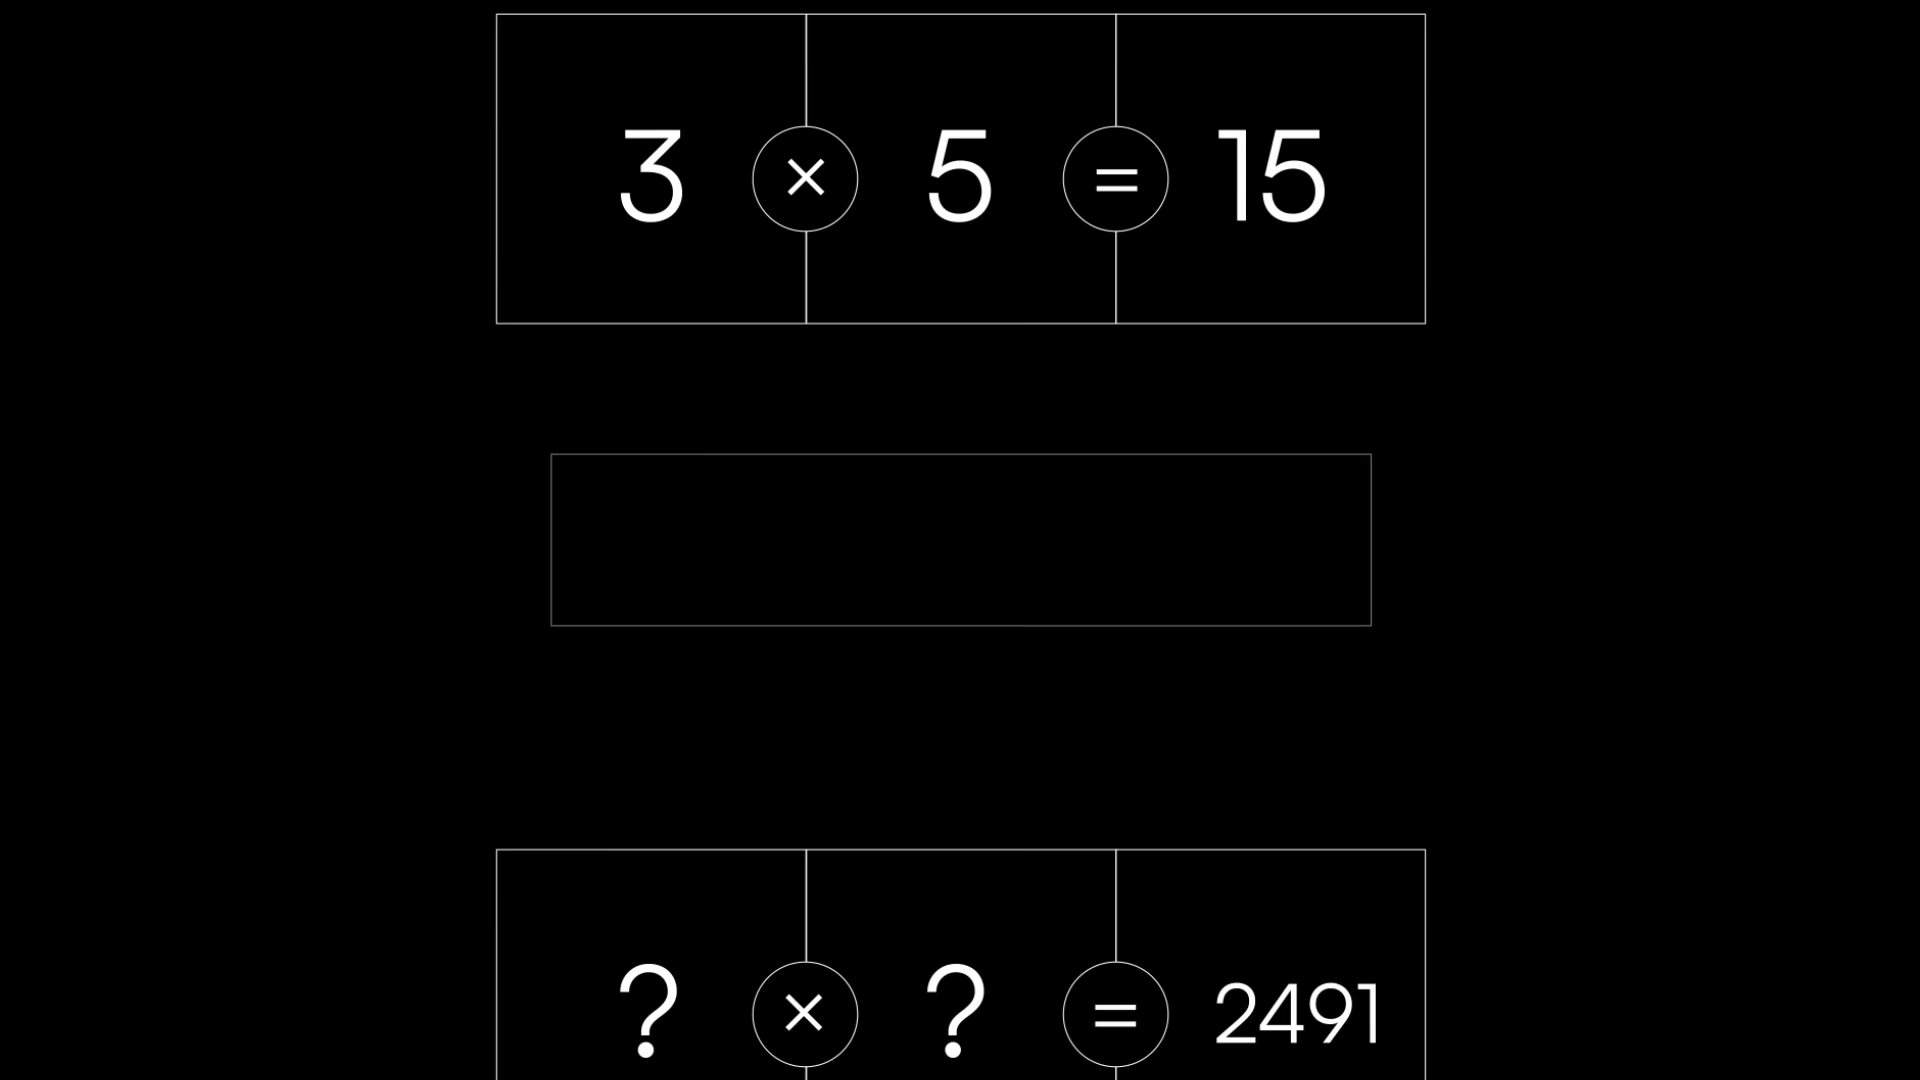 3 × 5 = 15
? × ? = 2491